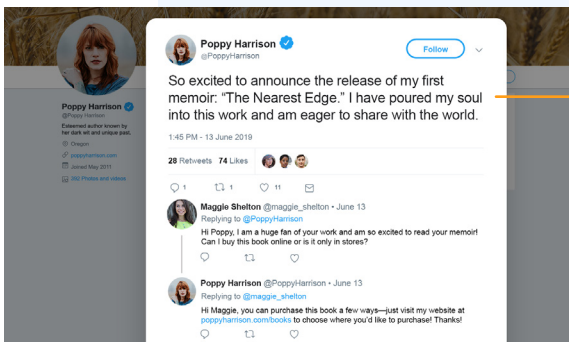 Poppy Harrison
@PoppyHarrison
Follow
So excited to announce the release of my first
memoir: “The Nearest Edge.” I have poured my soul
into this work and am eager to share with the world.
1:45 PM - 13 June 2019
28 Retweets 74 Likes
1 1 11
Maggie Shelton @maggie_shelton • June 13
Replying to @PoppyHarrison
Hi Poppy, I am a huge fan of your work and am so excited to read your memoir!
Can I buy this book online or is it only in stores?
Poppy Harrison @PoppyHarrison • June 13
Replying to @maggie_shelton
Hi Maggie, you can purchase this book a few ways—just visit my website at
poppyharrison.com/books to choose where you'd like to purchase! Thanks!
Poppy Harrison
@Poppy Harrison
Esteemed author known by
her dark wit and unique past.
Oregon
poppyharrison.com
Joined May 2011
350 Photos and videos